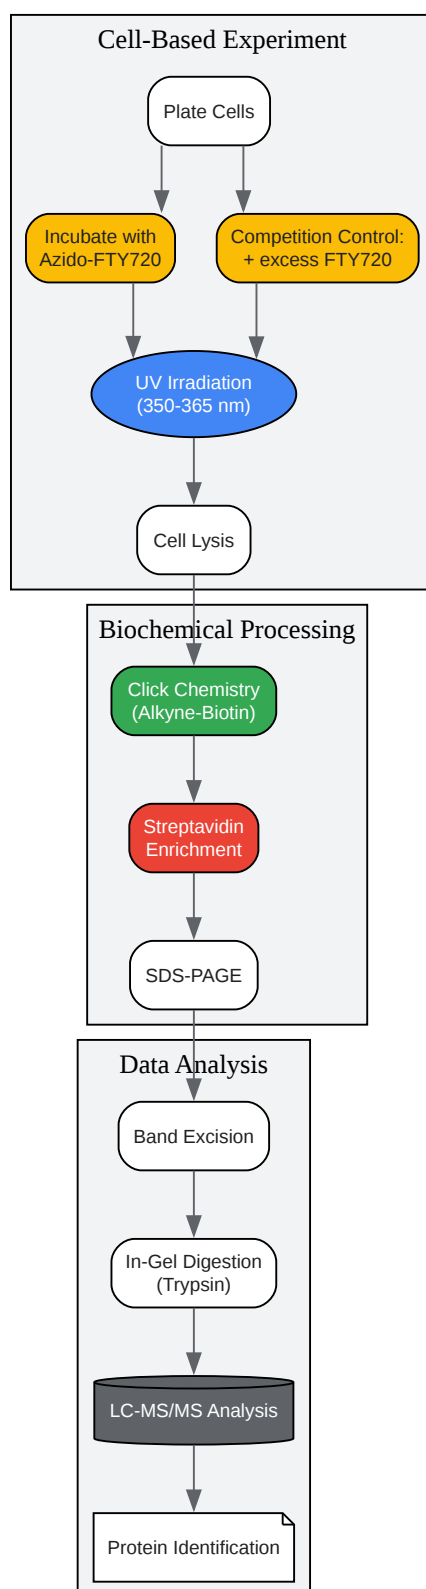 Cell-Based Experiment
Plate Cells
Incubate with
Azido-FTY720
Competition Control:
+ excess FTY720
UV Irradiation
(350-365 nm)
Cell Lysis
Biochemical Processing
Click Chemistry
(Alkyne-Biotin)
Streptavidin
Enrichment
SDS-PAGE
Data Analysis
Band Excision
In-Gel Digestion
(Trypsin)
LC-MS/MS Analysis
Protein Identification